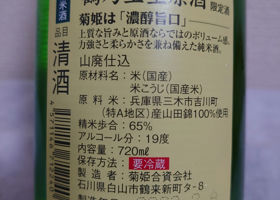 原酒
限定酒
菊姫は「濃醇旨口」
上質な旨みと原酒ならではのボリューム感、
力強さと柔らかさを兼ね備えた純米酒。
山廃仕込
原材料名:米(国産)
米こうじ(国産米)
原料米:兵庫県三木市吉川町
(特A地区)産山田錦100%使用
精米歩合:65%
アルコール分:19度
内容量:720㎖
保存方法:要冷蔵
製造者:菊姫合資会社
石川県白山市鶴来新町タ-8
米酒
品目
清酒